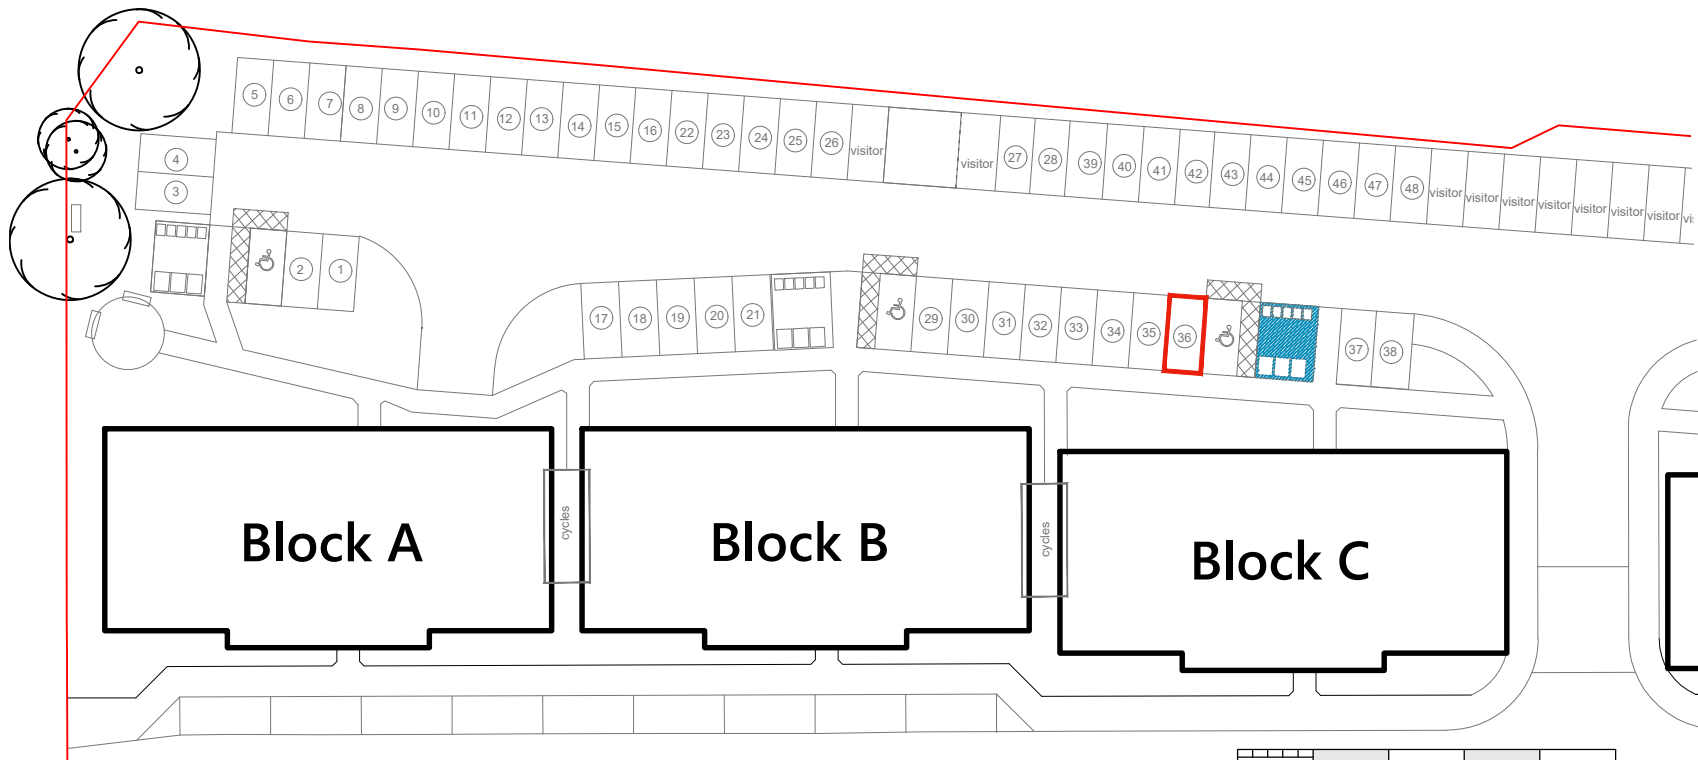 5 6 7 8 9 10 11 12 13 14 15 16 22 23 24 25 26 visitor visitor 27 28 39 40 41 42 43 44 45 46 47 48 visitor visitor visitor visitor visitor visitor visitor
4
3
2 1
17 18 19 20 21
29 30 31 32 33 34 35 36
37 38
cycles
cycles
Block A
Block B
Block C